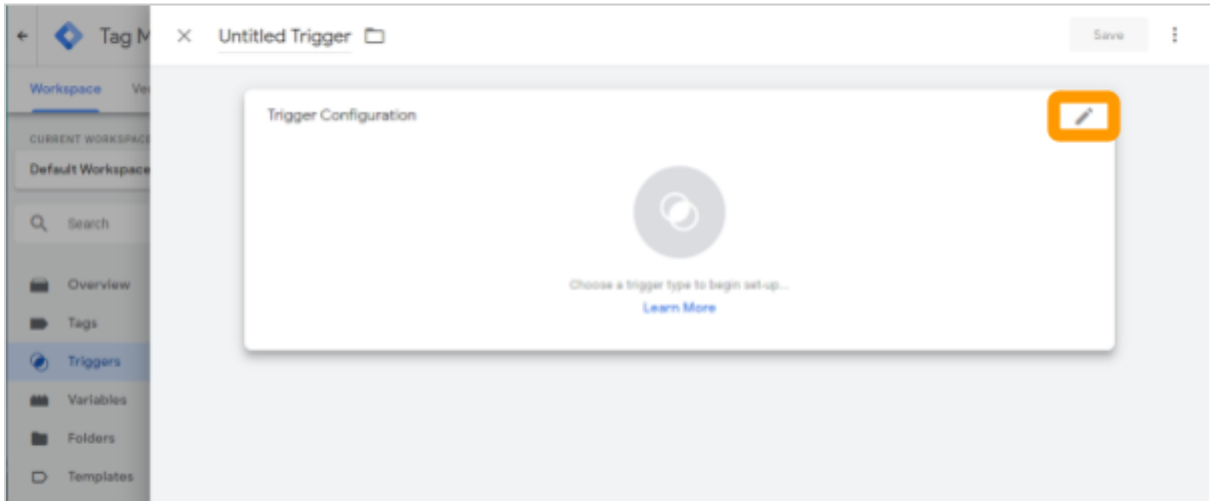 Tag M
Untitled Trigger
Save
Workspace Ve
CURRENT WORKSPACE
Default Workspace
Search
Overview
Tags
Triggers
Variables
Folders
Templates
Trigger Configuration
Choose a trigger type to begin set-up...
Learn More